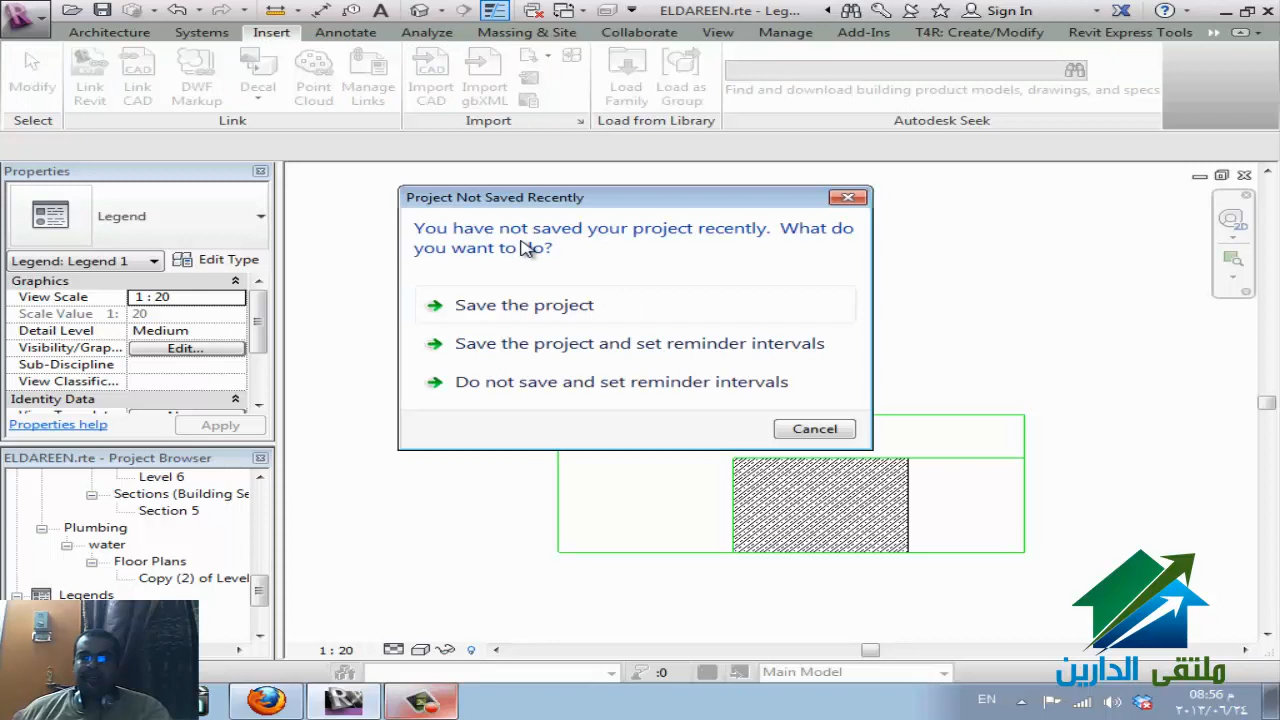 ELDAREEN.rte - Leg...
Sign In
Architecture
Systems
Insert
Annotate
Analyze
Massing & Site
Collaborate
View
Manage
Add-Ins
T4R: Create/Modify
Revit Express Tools
Modify
Link
Revit
Link
CAD
DWF
Markup
Decal
Point
Cloud
Manage
Links
Import
CAD
Import
gbXML
Load
Family
Load as
Group
Find and download building product models, drawings, and specs
Select
Link
Import
Load from Library
Autodesk Seek
Properties
Legend
Legend: Legend 1
Edit Type
Graphics
View Scale
1 : 20
Scale Value 1:
20
Detail Level
Medium
Visibility/Grap...
Edit...
Sub-Discipline
View Classific...
Identity Data
Properties help
Apply
ELDAREEN.rte - Project Browser
Level 6
Sections (Building Se
Section 5
Plumbing
water
Floor Plans
Copy (2) of Level
Legends
Project Not Saved Recently
You have not saved your project recently. What do
you want to do?
Save the project
Save the project and set reminder intervals
Do not save and set reminder intervals
Cancel
2D
1 : 20
:0
Main Model
ملتقى الدارين
EN
08:56 م
٢٠١٣/٠٦/٢٤